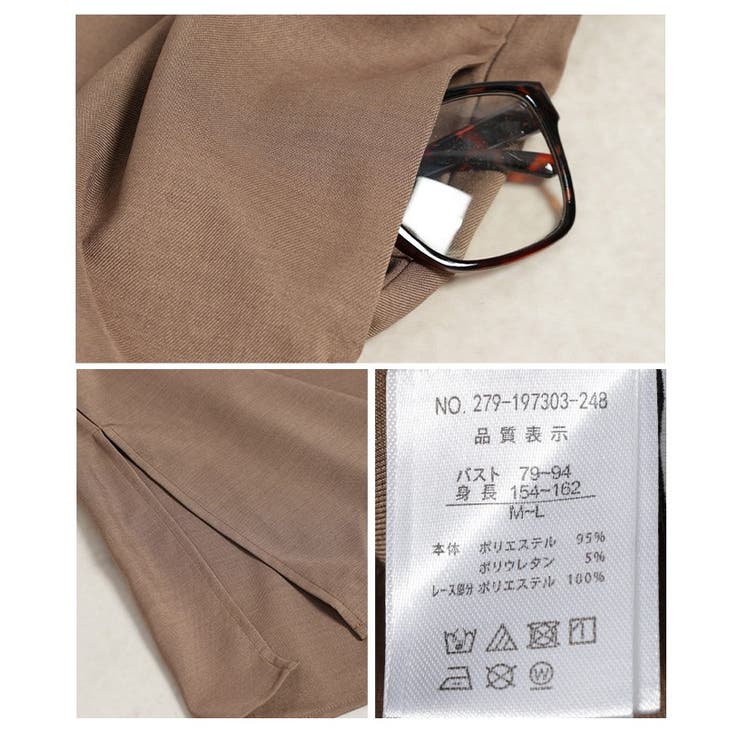 NO. 279-197303-248
品質表示
バスト 79~94
身長 154~162
M~L
本体 ポリエステル 95%
ポリウレタン 5%
レース部分 ポリエステル 100%
W